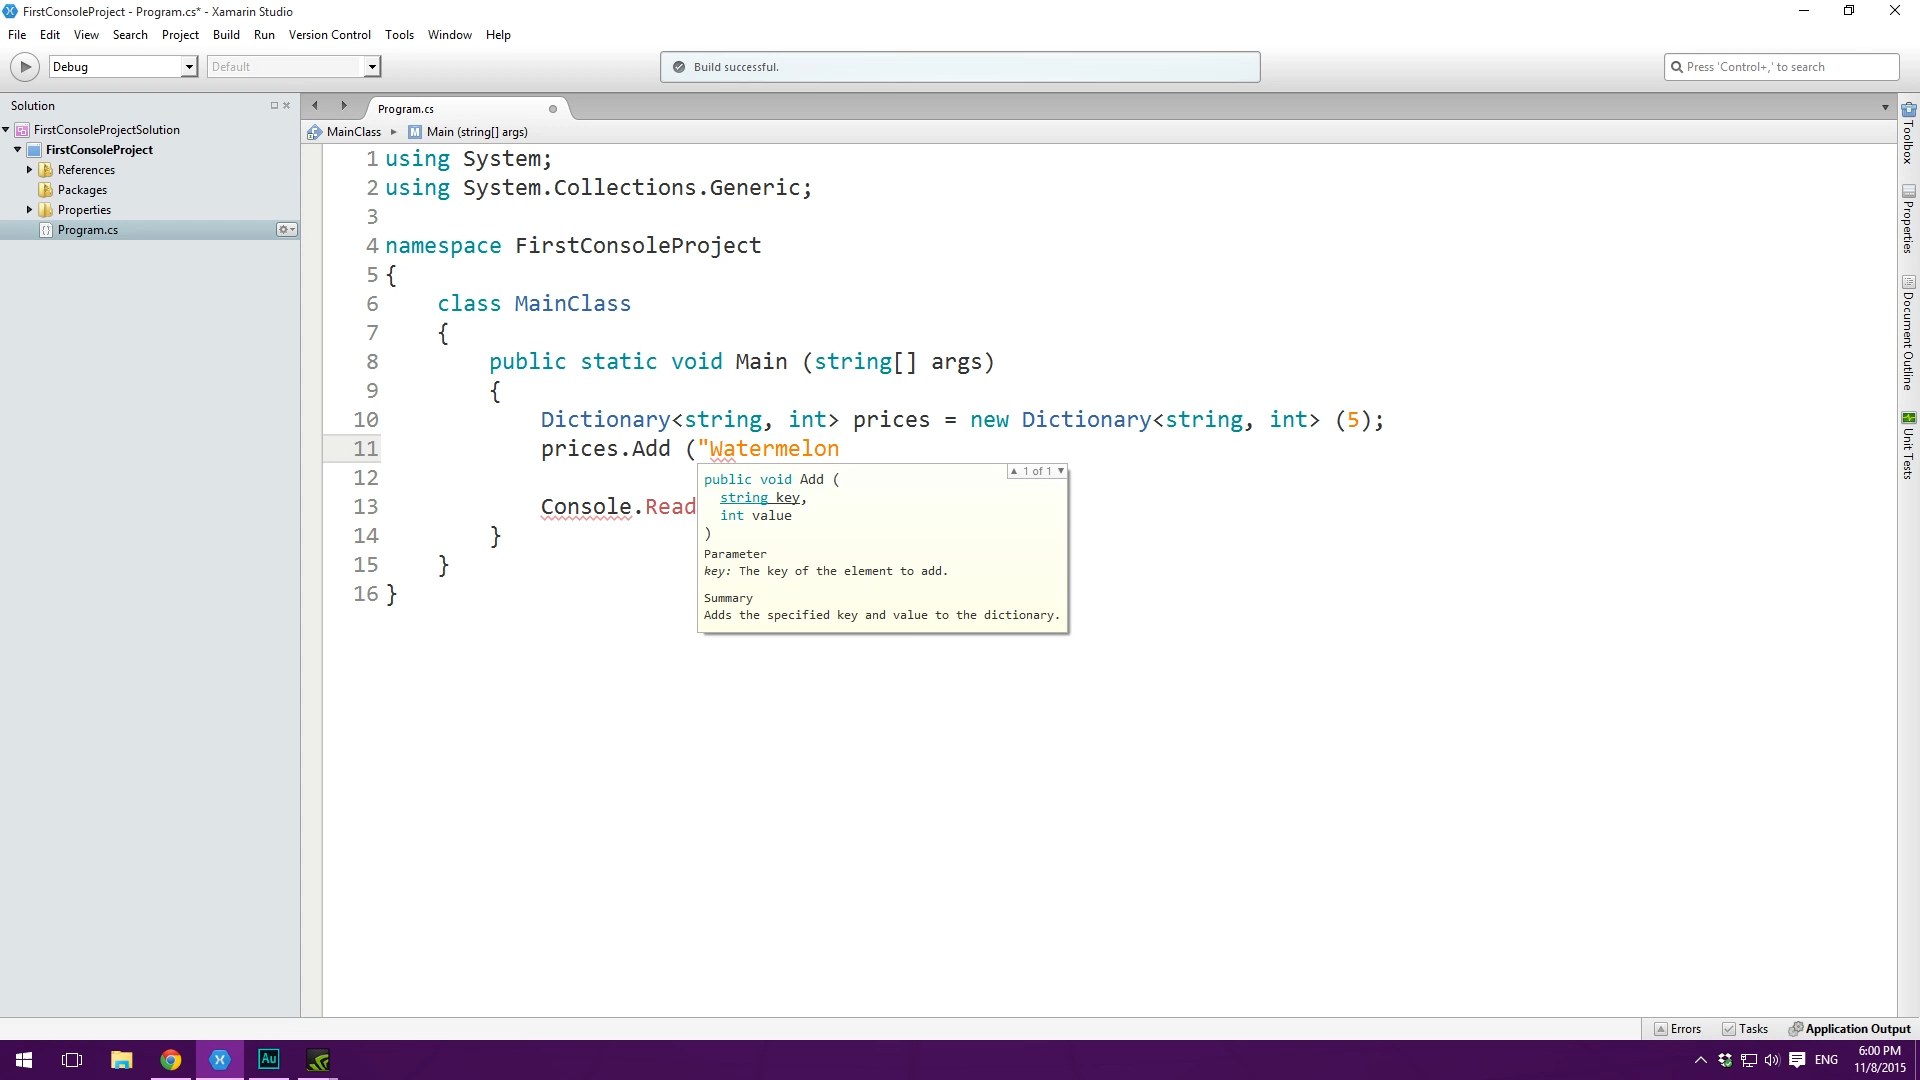 FirstConsoleProject - Program.cs* - Xamarin Studio
File Edit View Search Project Build Run Version Control Tools Window Help
Debug Default Build successful. Press 'Control+,' to search
Solution
FirstConsoleProjectSolution
FirstConsoleProject
References
Packages
Properties
Program.cs
Program.cs
MainClass Main (string[] args)
1 using System;
2 using System.Collections.Generic;
3
4 namespace FirstConsoleProject
5 {
6 class MainClass
7 {
8 public static void Main (string[] args)
9 {
10 Dictionary<string, int> prices = new Dictionary<string, int> (5);
11 prices.Add ("Watermelon
12
13 Console.Read
14 }
15 }
16 }
1 of 1
public void Add (
string key,
int value
)
Parameter
key: The key of the element to add.
Summary
Adds the specified key and value to the dictionary.
Toolbox
Properties
Document Outline
Unit Tests
Errors Tasks Application Output
Au
ENG
6:00 PM
11/8/2015